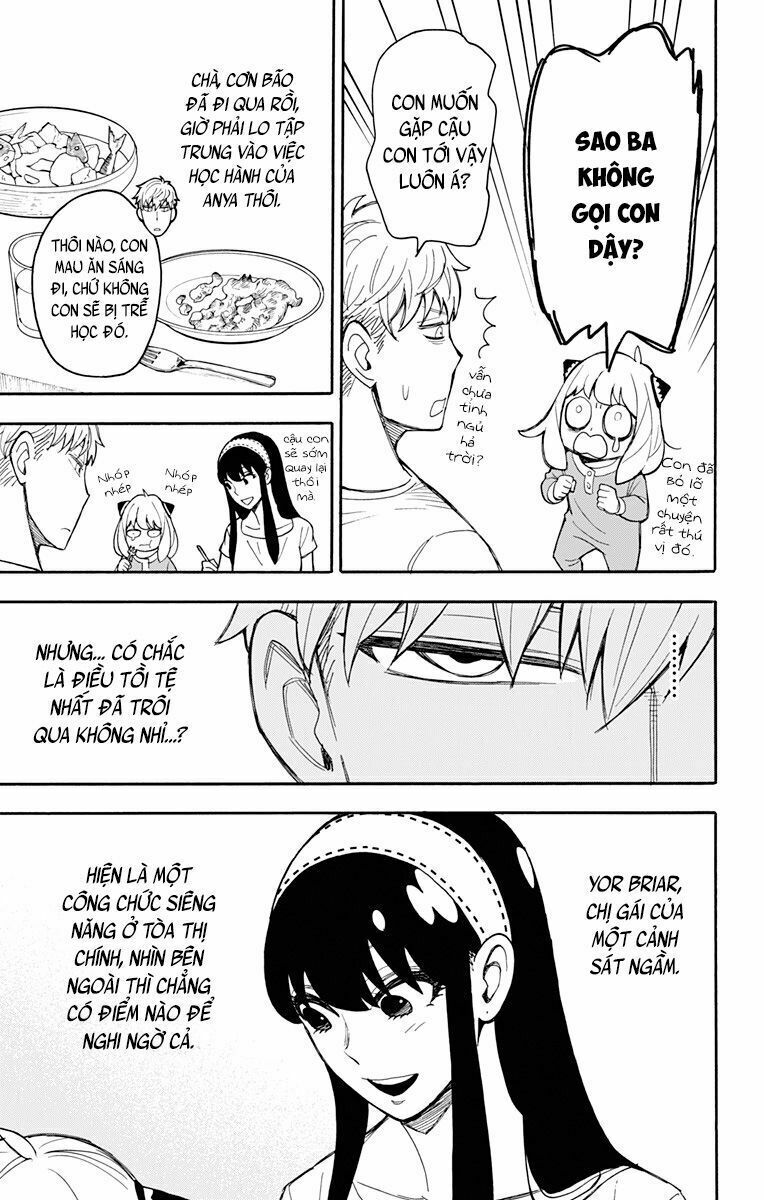 SAO BA
KHÔNG
GỌI CON
DẬY?
CON MUỐN
GẶP CẬU
CON TỚI VẬY
LUÔN Á?
vẫn
chưa
tỉnh
ngủ
hả
trời?
Con đã
bỏ lỡ
một
chuyện
rất thú
vị đó.
CHÀ, CƠN BÃO
ĐÃ ĐI QUA RỒI,
GIỜ PHẢI LO TẬP
TRUNG VÀO VIỆC
HỌC HÀNH CỦA
ANYA THÔI.
THÔI NÀO, CON
MAU ĂN SÁNG
ĐI, CHỨ KHÔNG
CON SẼ BỊ TRỄ
HỌC ĐÓ.
cậu con
sẽ sớm
quay lại
thôi
mà
Nhóp
nhép
Nhóp
nhép
........
NHƯNG... CÓ CHẮC
LÀ ĐIỀU TỒI TỆ
NHẤT ĐÃ TRÔI
QUA KHÔNG NHỈ...?
YOR BRIAR,
CHỊ GÁI CỦA
MỘT CẢNH
SÁT NGẦM.
HIỆN LÀ MỘT
CÔNG CHỨC SIÊNG
NĂNG Ở TÒA THỊ
CHÍNH, NHÌN BÊN
NGOÀI THÌ CHẲNG
CÓ ĐIỂM NÀO ĐỂ
NGHI NGỜ CẢ.